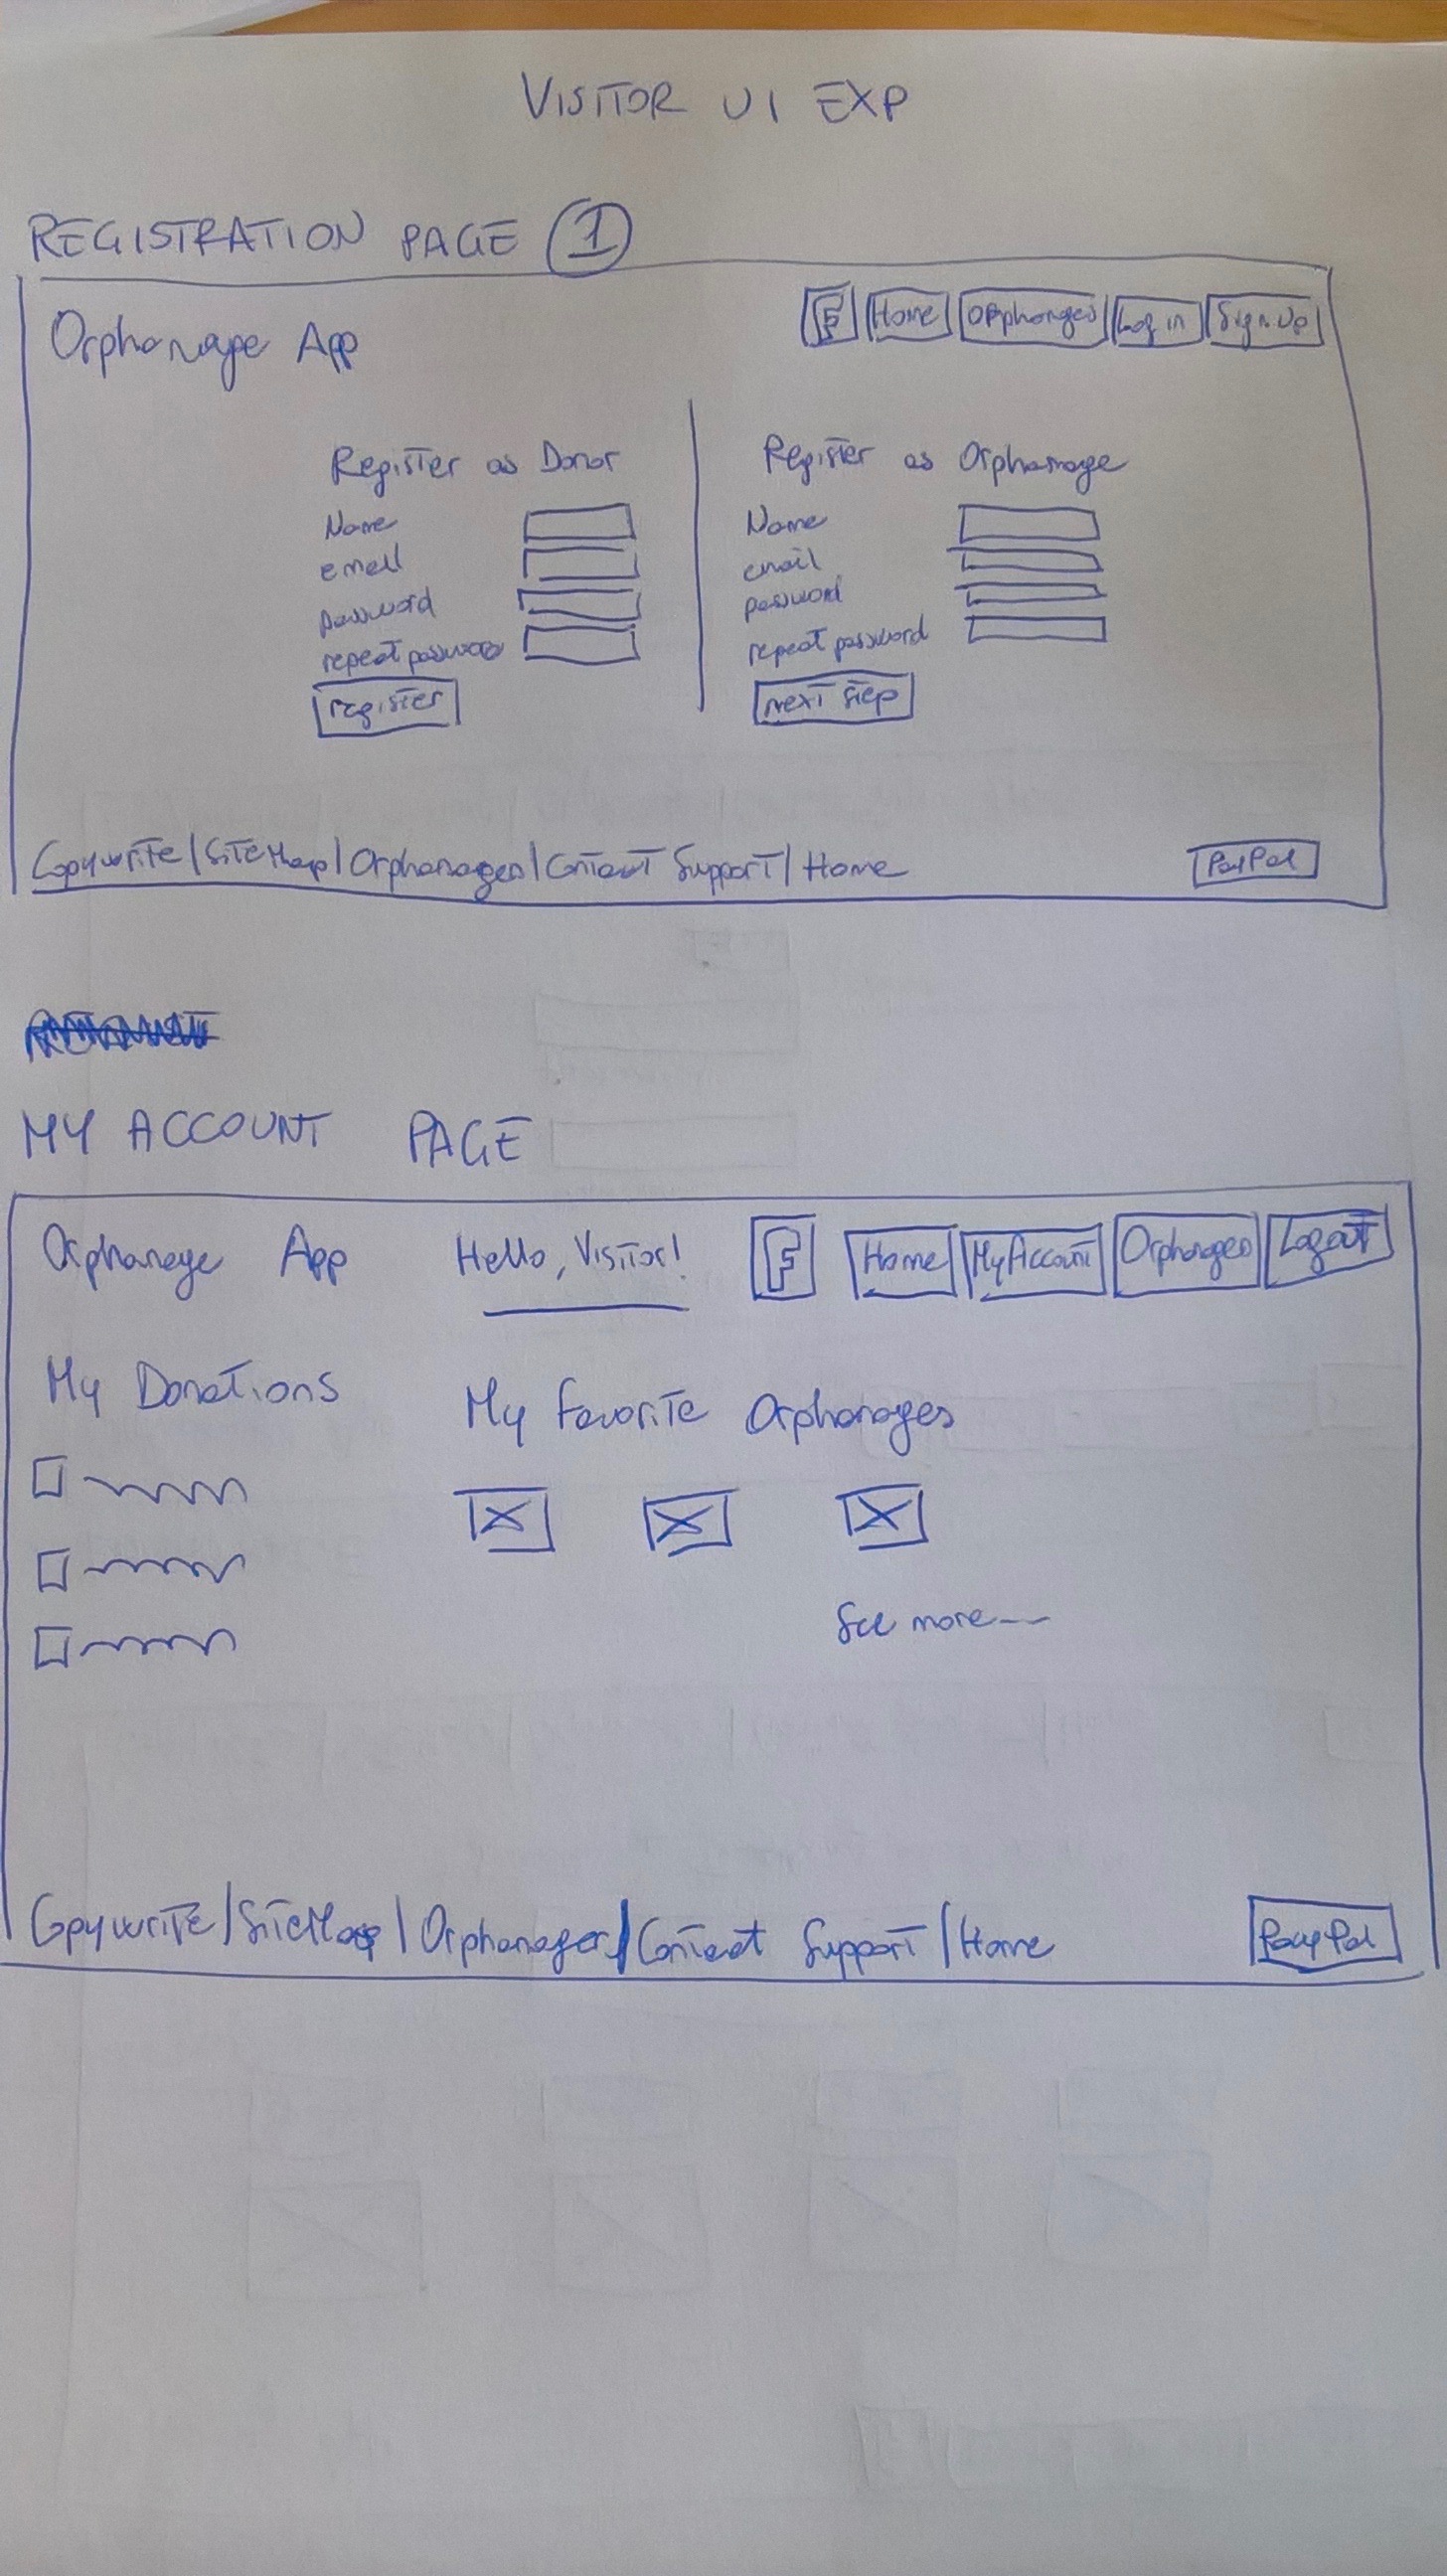 VISITOR UI EXP
REGISTRATION PAGE 1
Orphanage App F Home Orphanages Log in Sign Up
Register as Donor Register as Orphanage
Name Name
email email
password password
repeat password repeat password
register next step
Copywrite/SiteMap/Orphanages/Contact Support/Home PayPal
MY ACCOUNT PAGE
Orphanage App Hello, Visitor! F Home My Account Orphanages Logout
My Donations My Favorite Orphanages
See more---
Copywrite/SiteMap/Orphanages/Contact Support/Home PayPal